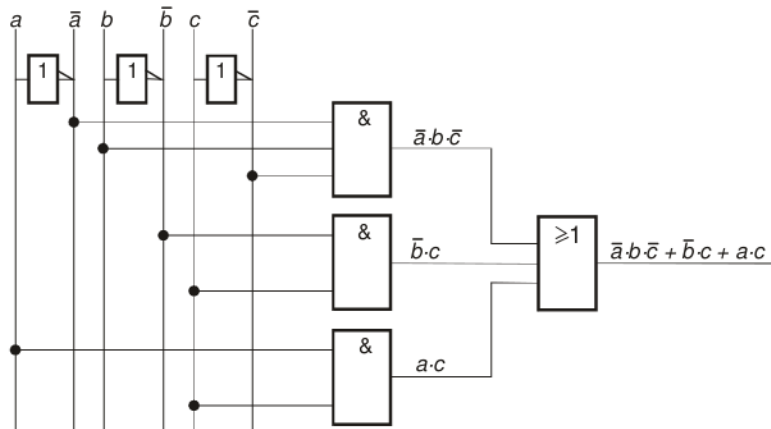 a ā b b̄ c c̄
1 1 1
&
ā·b·c̄
&
b̄·c
≥1
ā·b·c̄ + b̄·c + a·c
&
a·c